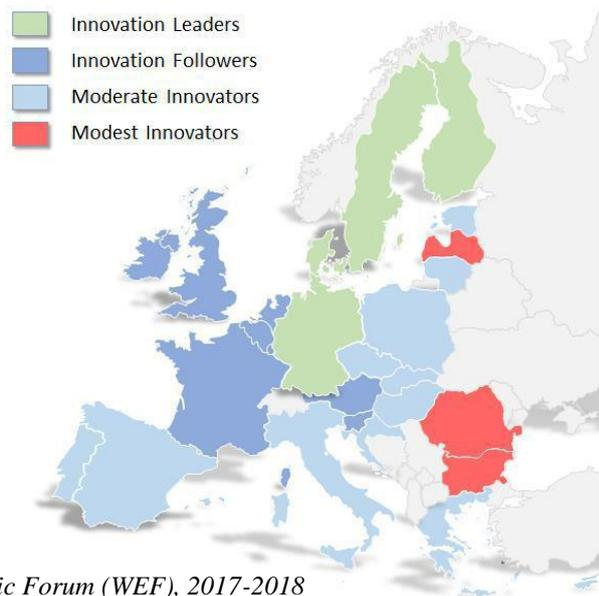 Innovation Leaders
Innovation Followers
Moderate Innovators
Modest Innovators
ic Forum (WEF), 2017-2018